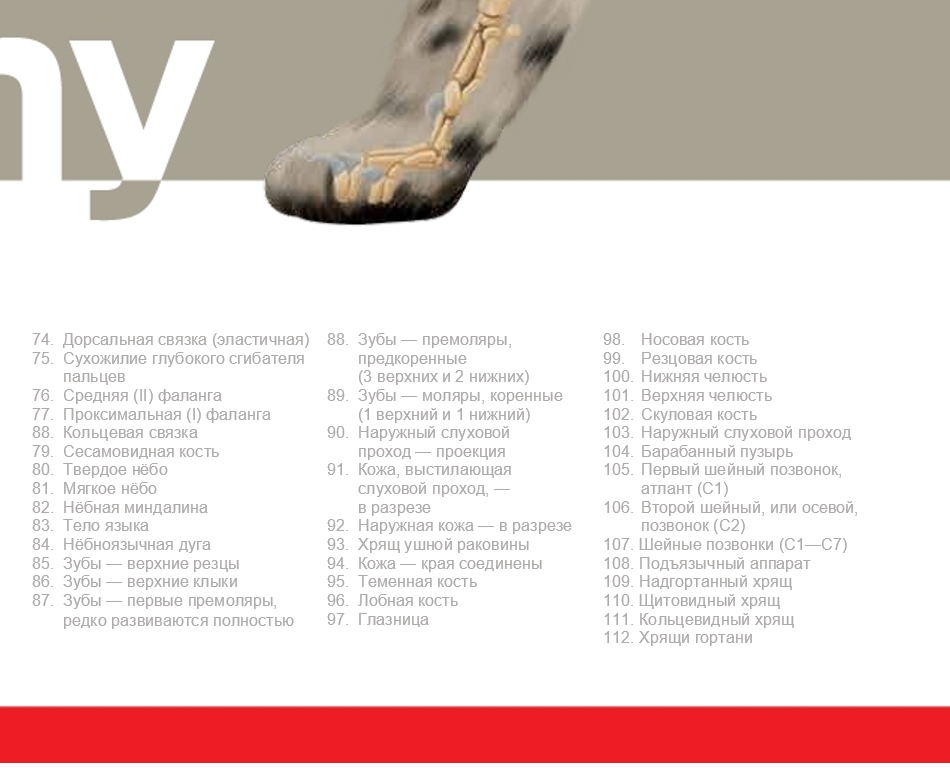 ny
74. Дорсальная связка (эластичная)
75. Сухожилие глубокого сгибателя
пальцев
76. Средняя (II) фаланга
77. Проксимальная (I) фаланга
88. Кольцевая связка
79. Сесамовидная кость
80. Твердое нёбо
81. Мягкое нёбо
82. Нёбная миндалина
83. Тело языка
84. Нёбноязычная дуга
85. Зубы — верхние резцы
86. Зубы — верхние клыки
87. Зубы — первые премоляры,
редко развиваются полностью
88. Зубы — премоляры,
предкоренные
(3 верхних и 2 нижних)
89. Зубы — моляры, коренные
(1 верхний и 1 нижний)
90. Наружный слуховой
проход — проекция
91. Кожа, выстилающая
слуховой проход, —
в разрезе
92. Наружная кожа — в разрезе
93. Хрящ ушной раковины
94. Кожа — края соединены
95. Теменная кость
96. Лобная кость
97. Глазница
98. Носовая кость
99. Резцовая кость
100. Нижняя челюсть
101. Верхняя челюсть
102. Скуловая кость
103. Наружный слуховой проход
104. Барабанный пузырь
105. Первый шейный позвонок,
атлант (С1)
106. Второй шейный, или осевой,
позвонок (С2)
107. Шейные позвонки (С1—С7)
108. Подъязычный аппарат
109. Надгортанный хрящ
110. Щитовидный хрящ
111. Кольцевидный хрящ
112. Хрящи гортани